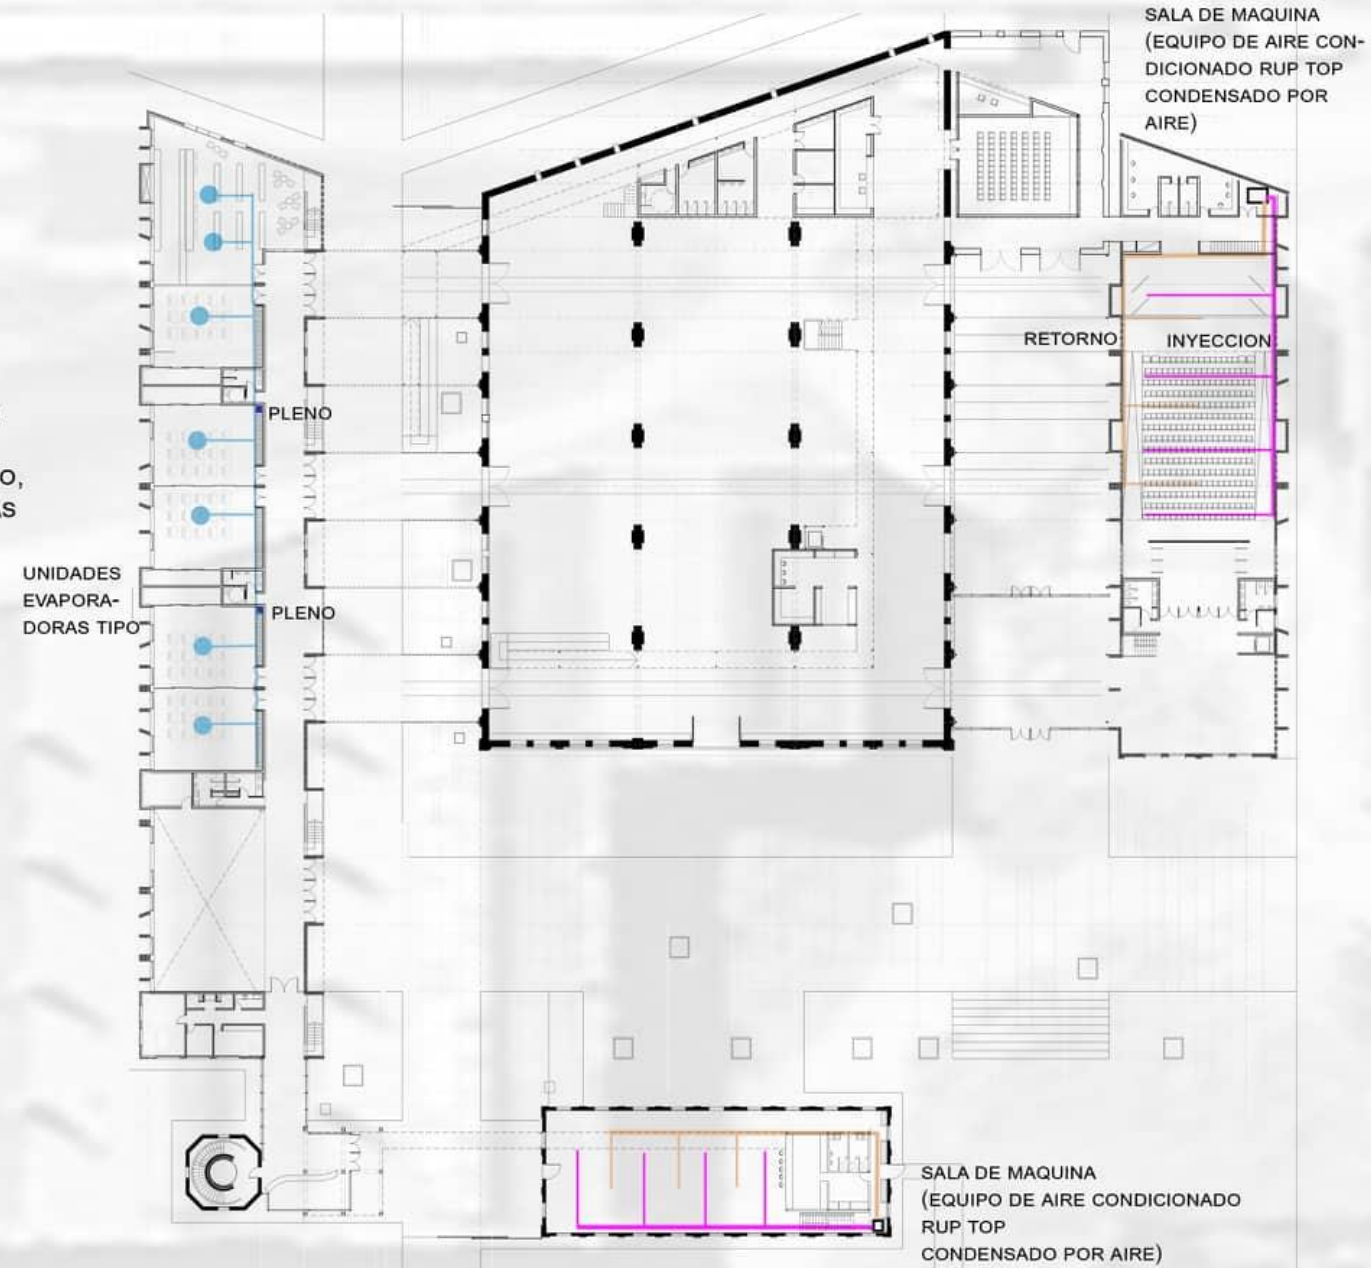 SALA DE MAQUINA
(EQUIPO DE AIRE CON-
DICIONADO RUP TOP
CONDENSADO POR
AIRE)
RETORNO
INYECCION
PLENO
O,
AS
UNIDADES
EVAPORA-
DORAS TIPO
PLENO
SALA DE MAQUINA
(EQUIPO DE AIRE CONDICIONADO
RUP TOP
CONDENSADO POR AIRE)